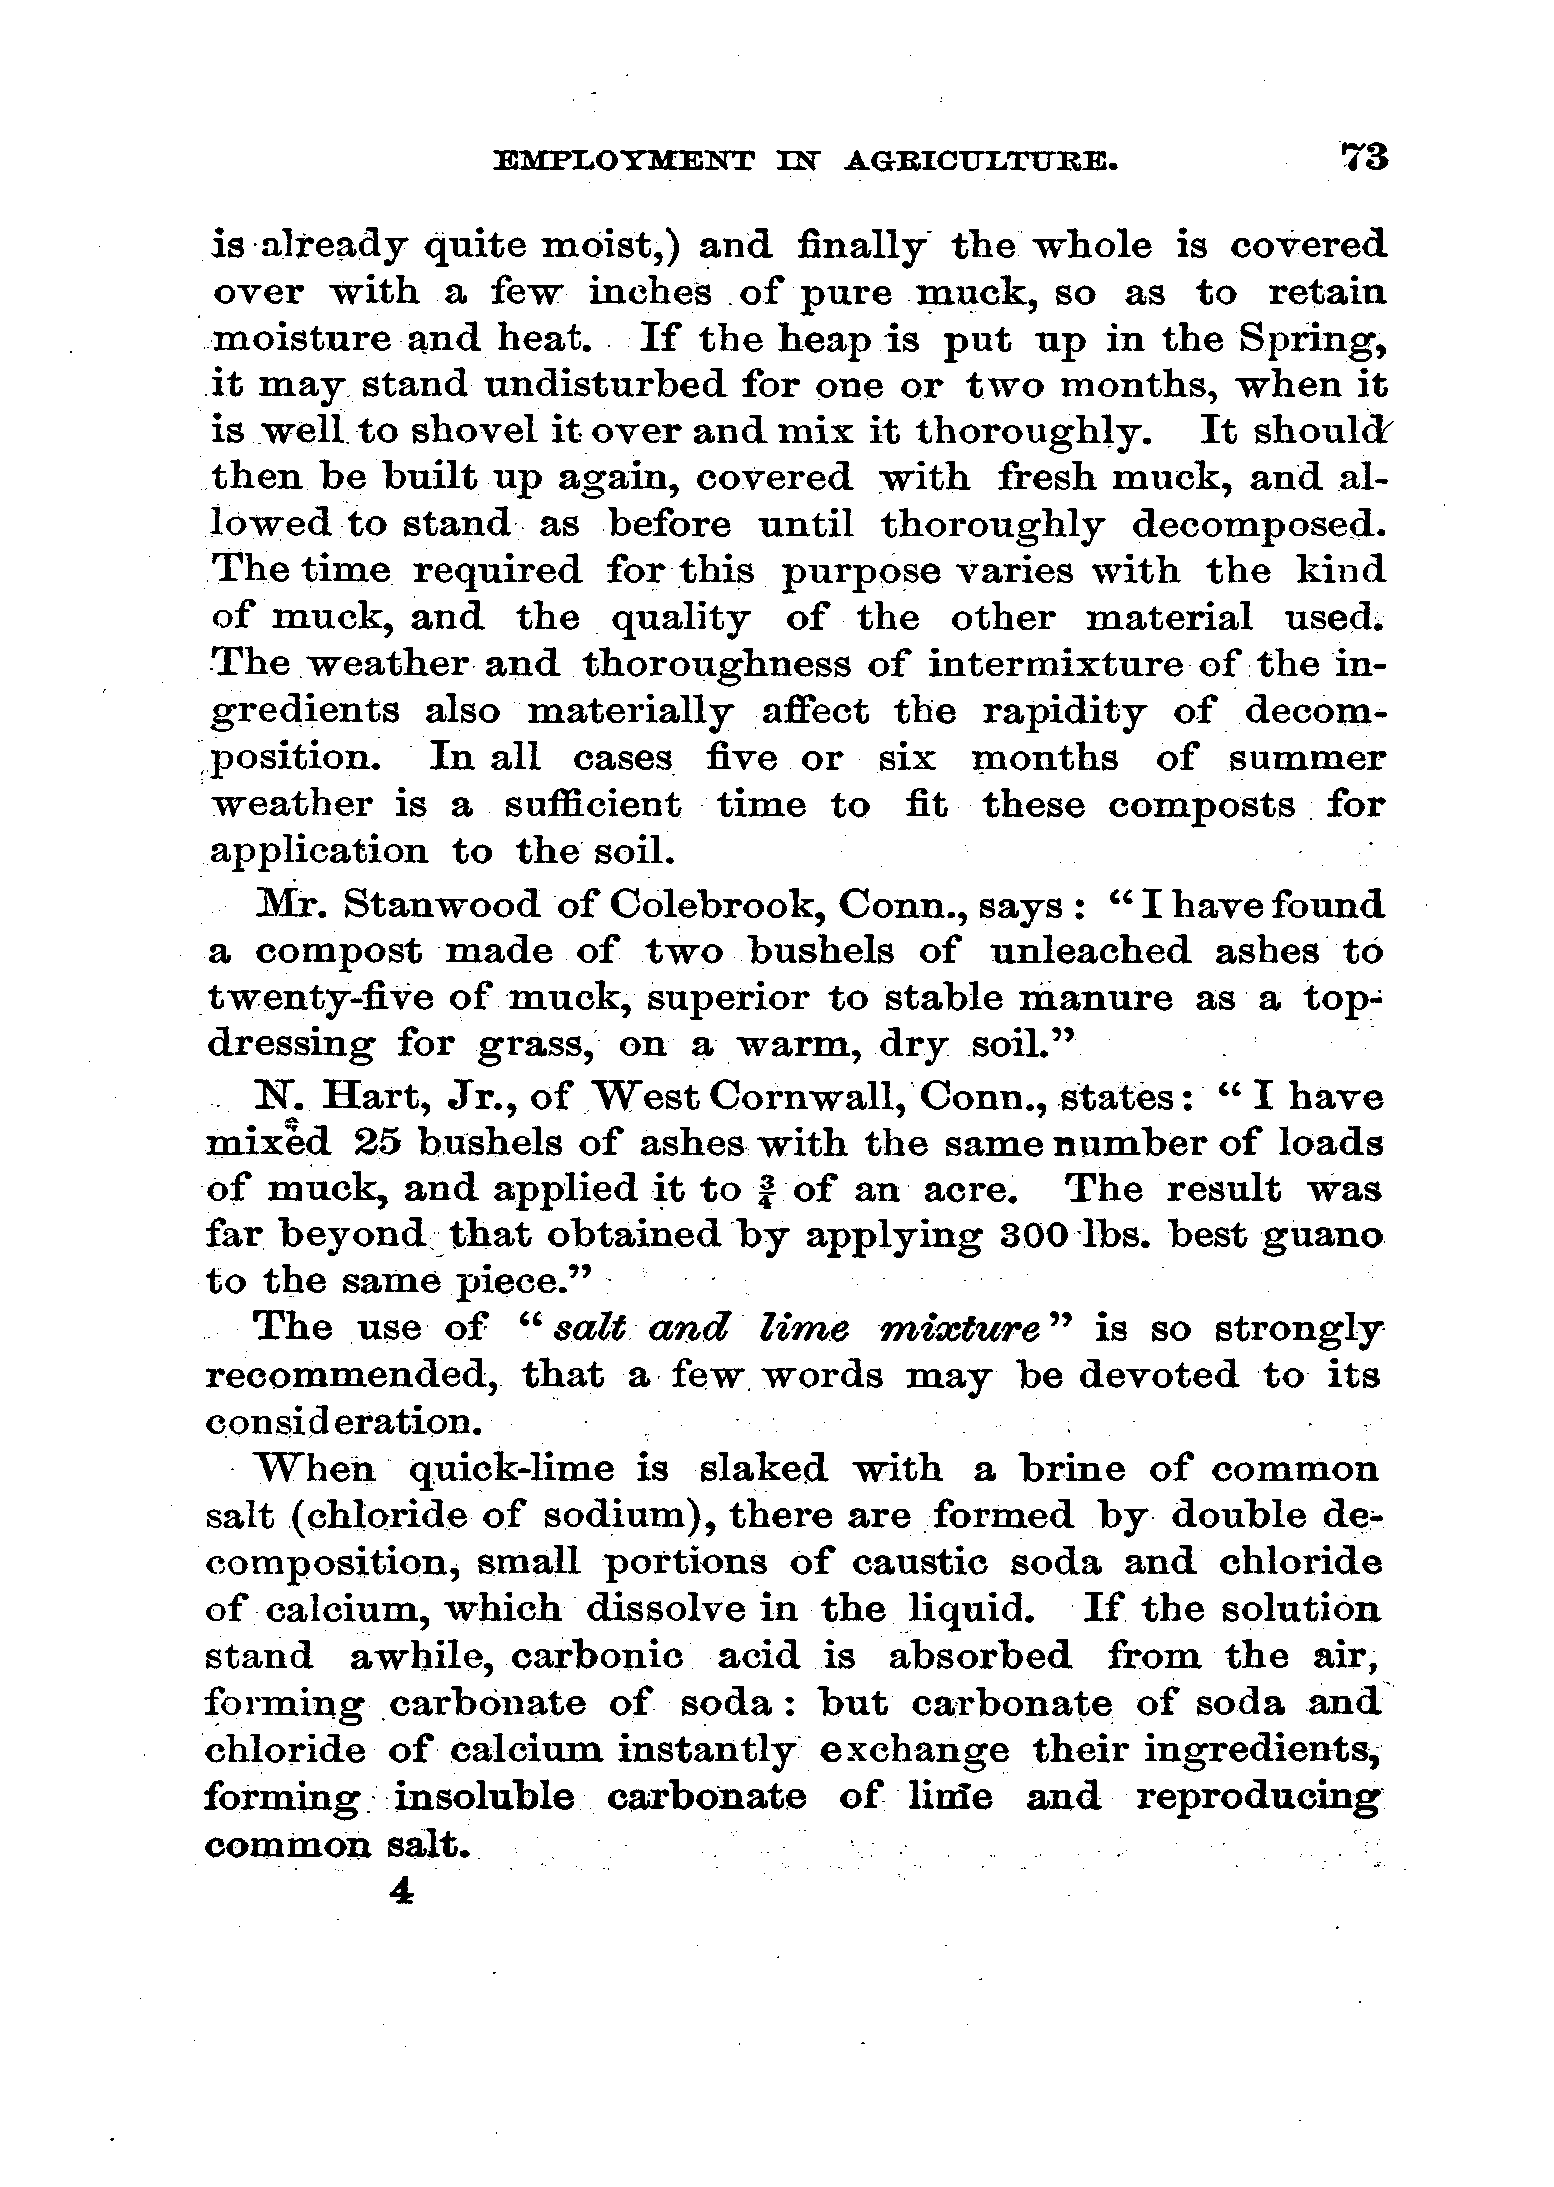 EMPLOYMENT IN AGRICULTURE. 73
is already quite moist,) and finally the whole is covered
over with a few inches of pure muck, so as to retain
moisture and heat. If the heap is put up in the Spring,
it may stand undisturbed for one or two months, when it
is well to shovel it over and mix it thoroughly. It should
then be built up again, covered with fresh muck, and al-
lowed to stand as before until thoroughly decomposed.
The time required for this purpose varies with the kind
of muck, and the quality of the other material used.
The weather and thoroughness of intermixture of the in-
gredients also materially affect the rapidity of decom-
position. In all cases five or six months of summer
weather is a sufficient time to fit these composts for
application to the soil.
Mr. Stanwood of Colebrook, Conn., says : “ I have found
a compost made of two bushels of unleached ashes to
twenty-five of muck, superior to stable manure as a top-
dressing for grass, on a warm, dry soil.”
N. Hart, Jr., of West Cornwall, Conn., states : “ I have
mixed 25 bushels of ashes with the same number of loads
of muck, and applied it to ¾ of an acre. The result was
far beyond that obtained by applying 300 lbs. best guano
to the same piece.”
The use of “ salt and lime mixture ” is so strongly
recommended, that a few words may be devoted to its
consideration.
When quick-lime is slaked with a brine of common
salt (chloride of sodium), there are formed by double de-
composition, small portions of caustic soda and chloride
of calcium, which dissolve in the liquid. If the solution
stand awhile, carbonic acid is absorbed from the air,
forming carbonate of soda : but carbonate of soda and
chloride of calcium instantly exchange their ingredients,
forming insoluble carbonate of lime and reproducing
common salt.
4